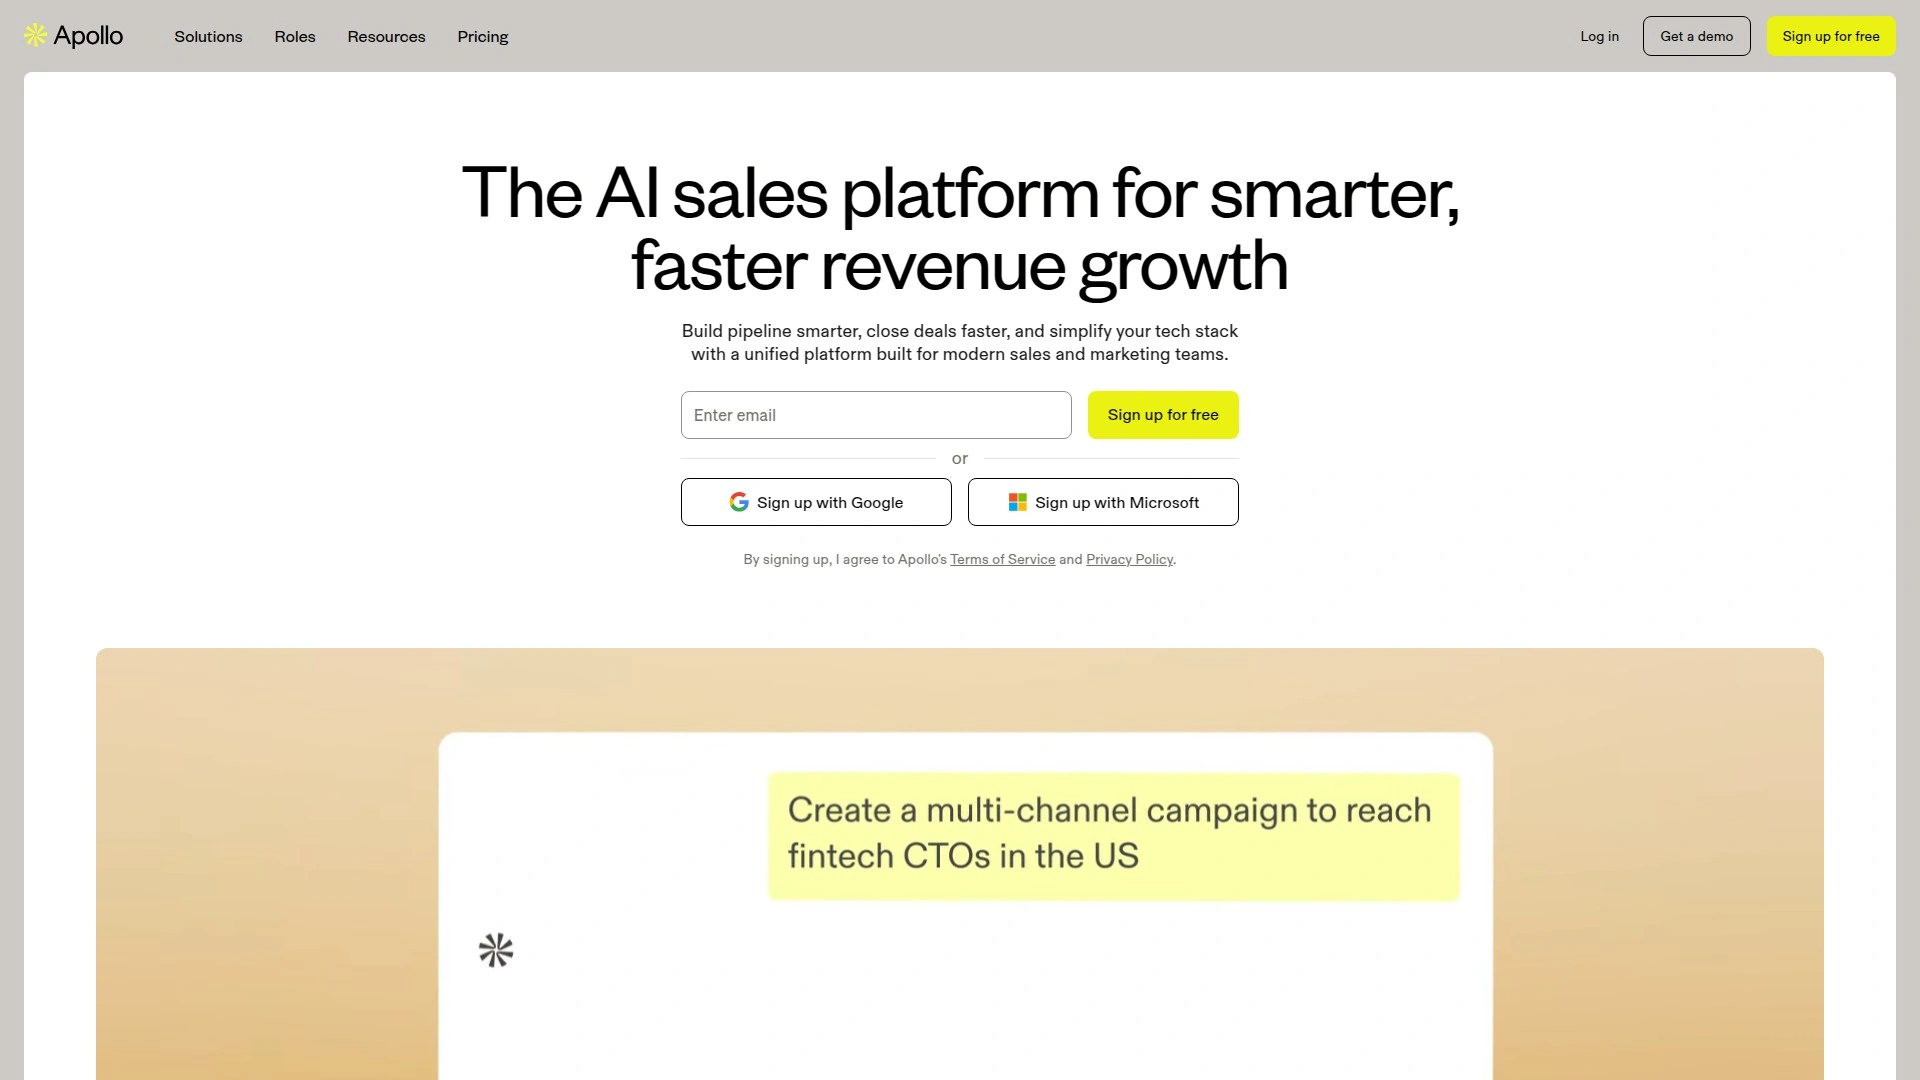 Apollo
Solutions
Roles
Resources
Pricing
Log in
Get a demo
Sign up for free
The AI sales platform for smarter,
faster revenue growth
Build pipeline smarter, close deals faster, and simplify your tech stack
with a unified platform built for modern sales and marketing teams.
Enter email
Sign up for free
or
Sign up with Google
Sign up with Microsoft
By signing up, I agree to Apollo's Terms of Service and Privacy Policy.
Create a multi-channel campaign to reach
fintech CTOs in the US